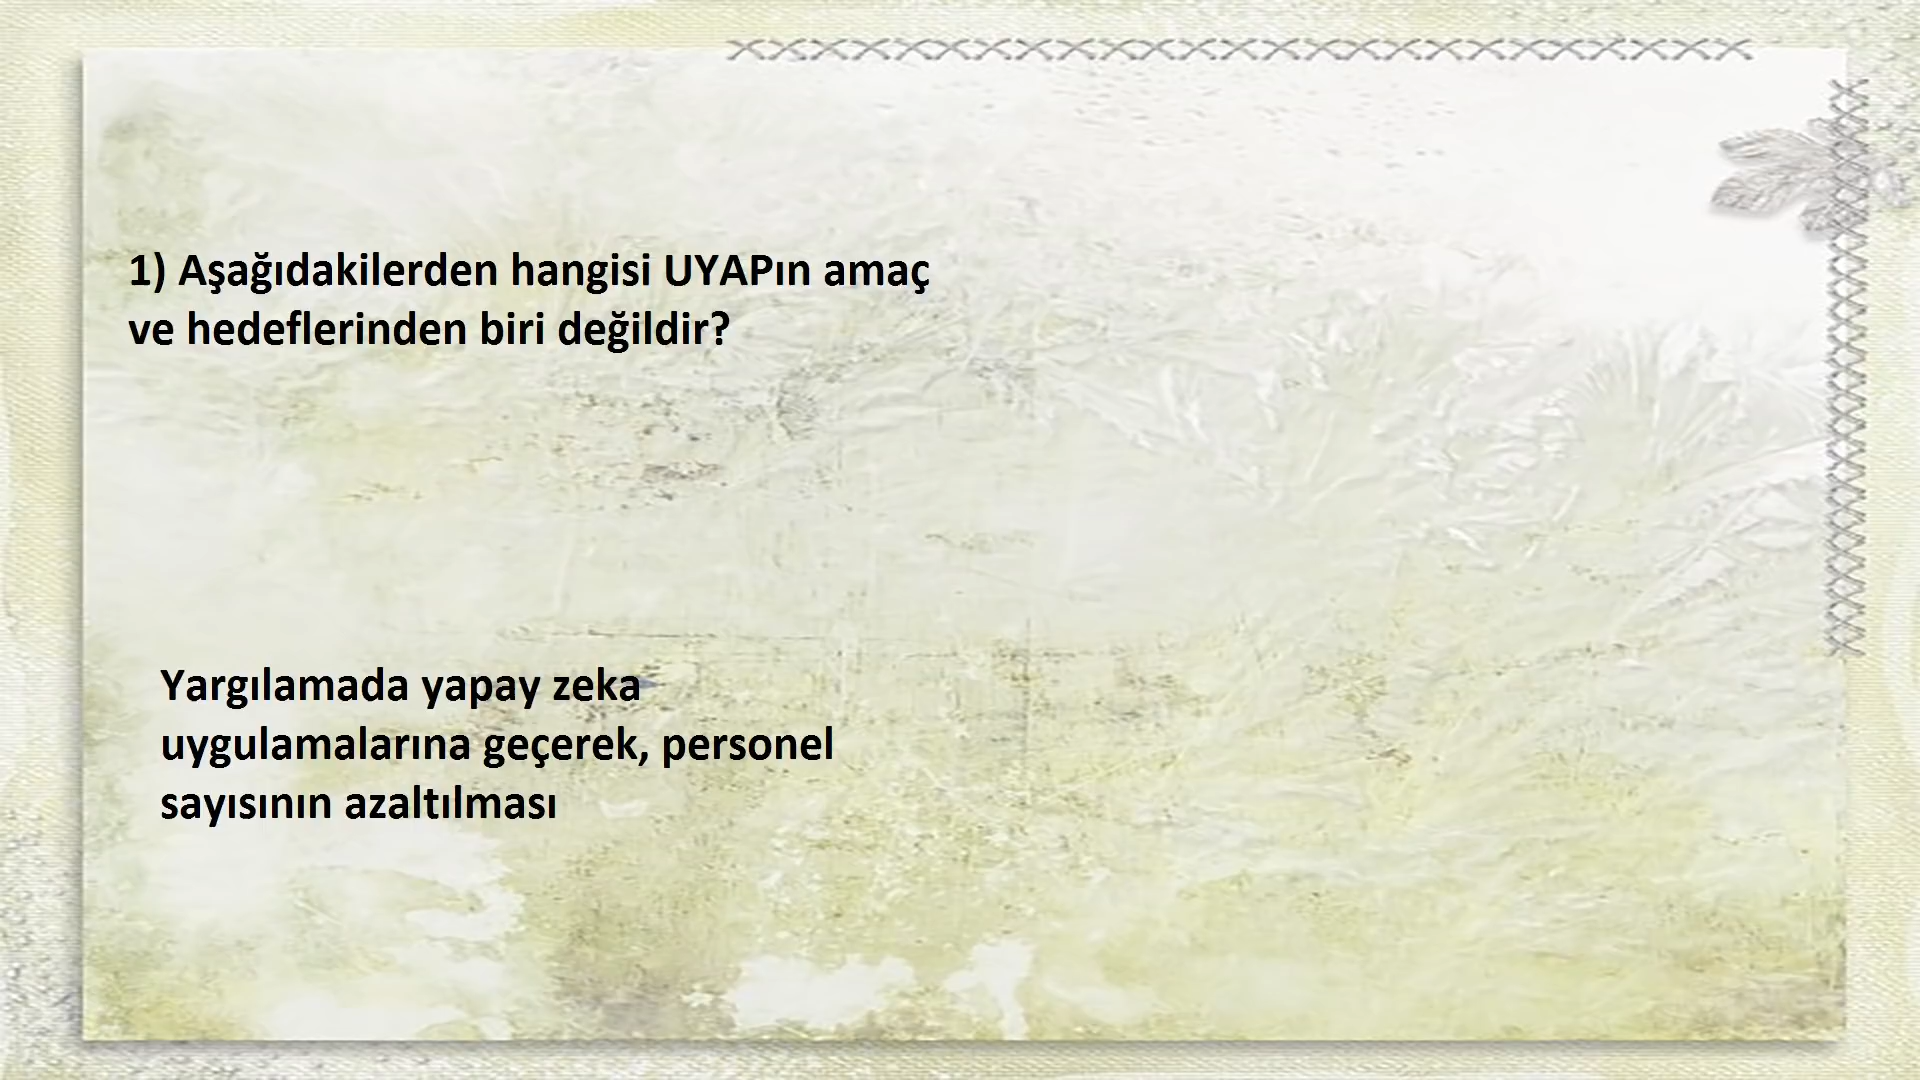 1) Aşağıdakilerden hangisi UYAPın amaç
ve hedeflerinden biri değildir?
Yargılamada yapay zeka
uygulamalarına geçerek, personel
sayısının azaltılması